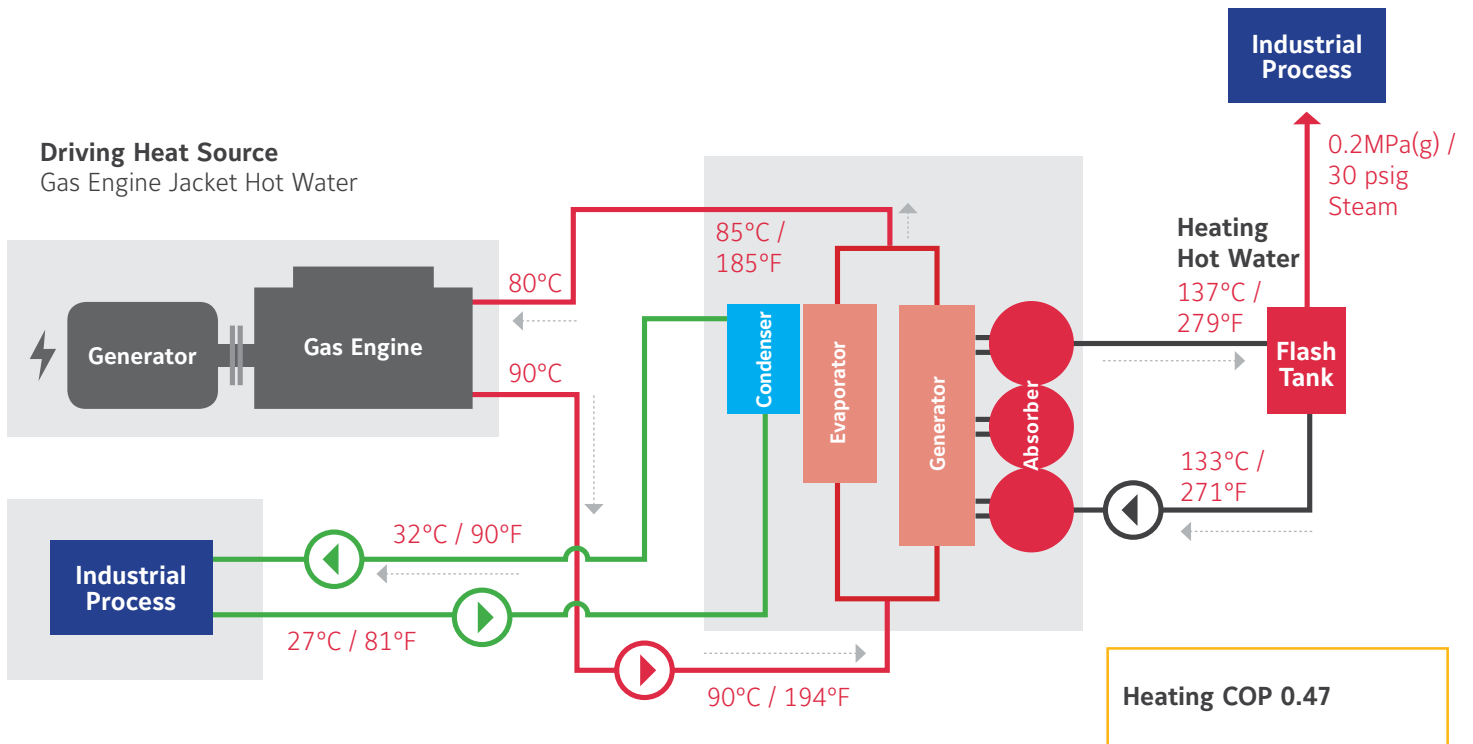 Industrial
Process
0.2MPa(g) /
30 psig
Steam
Driving Heat Source
Gas Engine Jacket Hot Water
85°C /
185°F
Heating
Hot Water
137°C /
279°F
80°C
Generator
Gas Engine
90°C
Condenser
Evaporator
Generator
Absorber
Flash
Tank
133°C /
271°F
32°C / 90°F
Industrial
Process
27°C / 81°F
90°C / 194°F
Heating COP 0.47